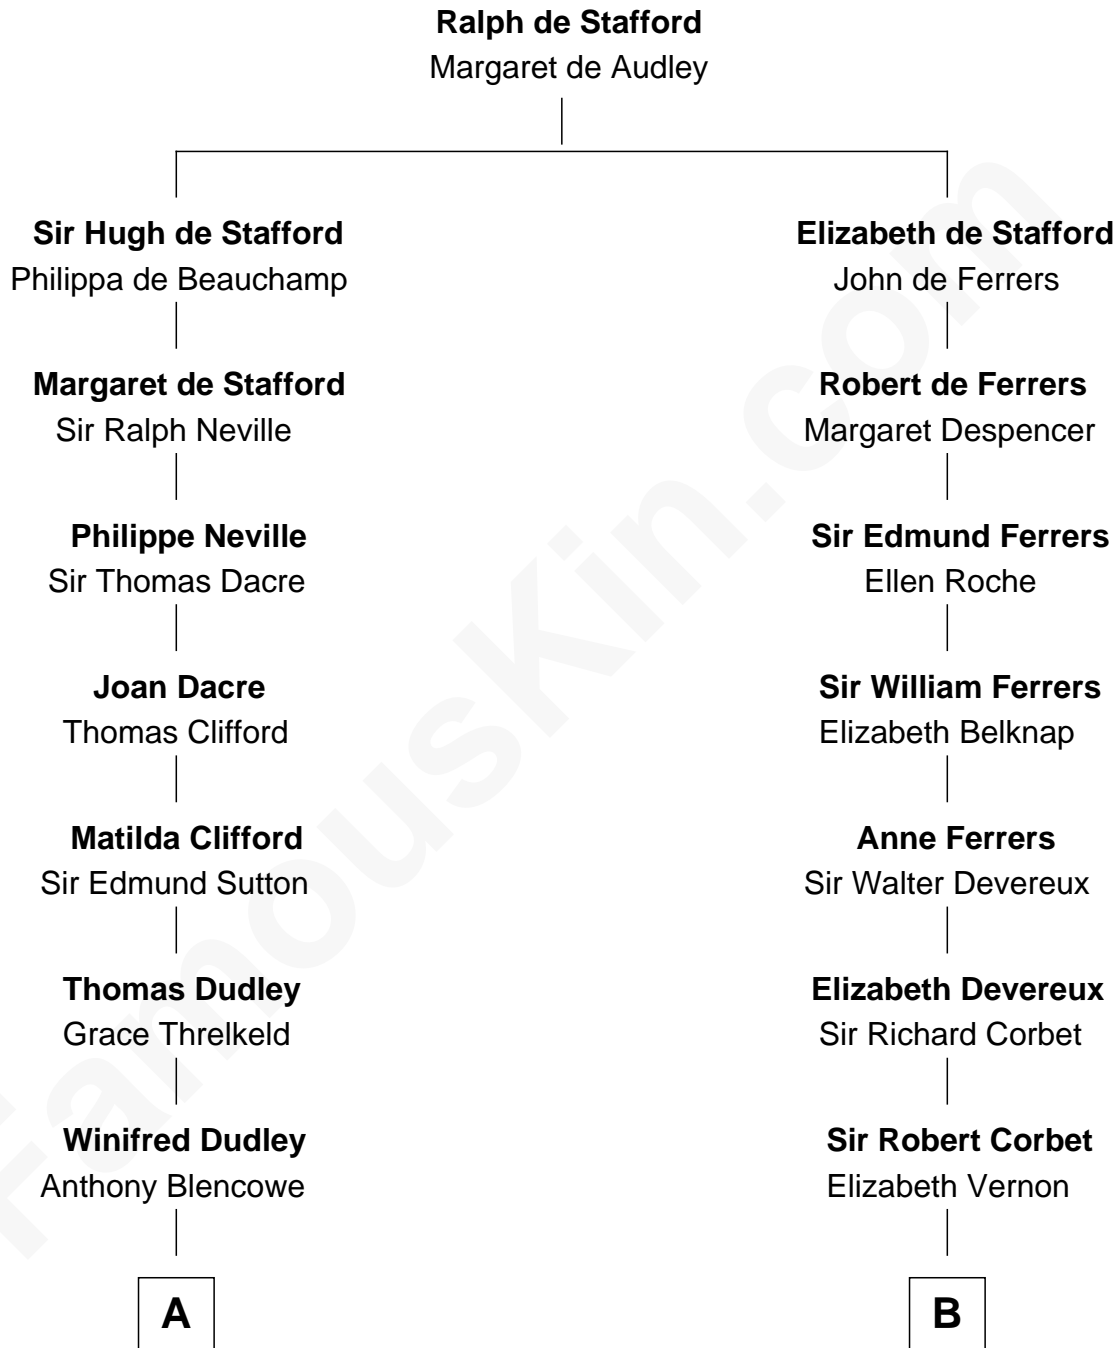 Ralph de Stafford
Margaret de Audley
Sir Hugh de Stafford
Philippa de Beauchamp
Elizabeth de Stafford
John de Ferrers
Margaret de Stafford
Sir Ralph Neville
Robert de Ferrers
Margaret Despencer
Philippe Neville
Sir Thomas Dacre
Sir Edmund Ferrers
Ellen Roche
Joan Dacre
Thomas Clifford
Sir William Ferrers
Elizabeth Belknap
Matilda Clifford
Sir Edmund Sutton
Anne Ferrers
Sir Walter Devereux
Thomas Dudley
Grace Threlkeld
Elizabeth Devereux
Sir Richard Corbet
Winifred Dudley
Anthony Blencowe
Sir Robert Corbet
Elizabeth Vernon
A
B
FamousKin.com